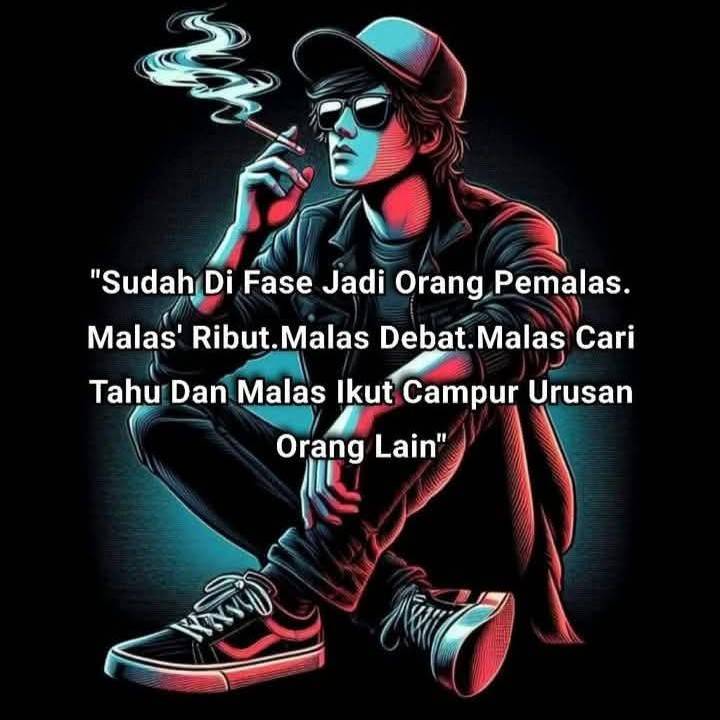 "Sudah Di Fase Jadi Orang Pemalas.
Malas' Ribut.Malas Debat.Malas Cari
Tahu Dan Malas Ikut Campur Urusan
Orang Lain"